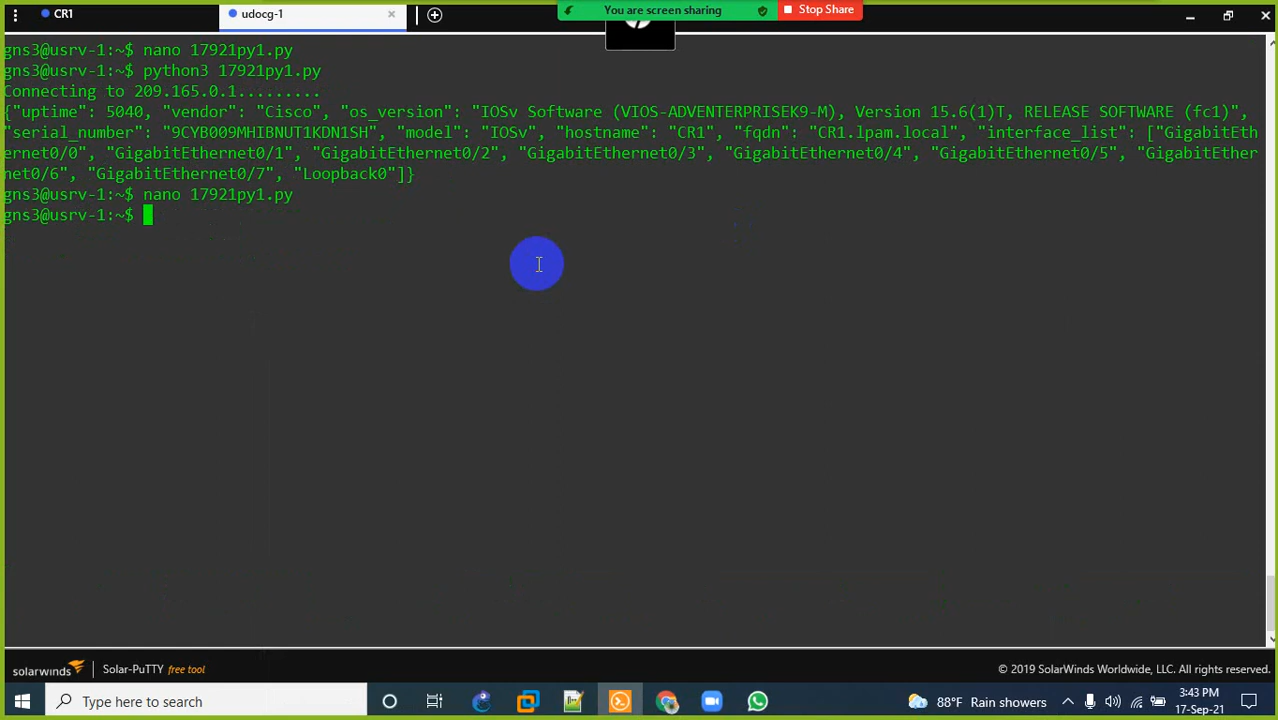 CR1
udocg-1
You are screen sharing
Stop Share
gns3@usrv-1:~$ nano 17921py1.py
gns3@usrv-1:~$ python3 17921py1.py
Connecting to 209.165.0.1.........
{"uptime": 5040, "vendor": "Cisco", "os_version": "IOSv Software (VIOS-ADVENTERPRISEK9-M), Version 15.6(1)T, RELEASE SOFTWARE (fc1)",
"serial_number": "9CYB009MHIBNUT1KDN1SH", "model": "IOSv", "hostname": "CR1", "fqdn": "CR1.lpam.local", "interface_list": ["GigabitEth
ernet0/0", "GigabitEthernet0/1", "GigabitEthernet0/2", "GigabitEthernet0/3", "GigabitEthernet0/4", "GigabitEthernet0/5", "GigabitEther
net0/6", "GigabitEthernet0/7", "Loopback0"]}
gns3@usrv-1:~$ nano 17921py1.py
gns3@usrv-1:~$
solarwinds Solar-PuTTY free tool
© 2019 SolarWinds Worldwide, LLC. All rights reserved.
Type here to search
88°F Rain showers
3:43 PM
17-Sep-21